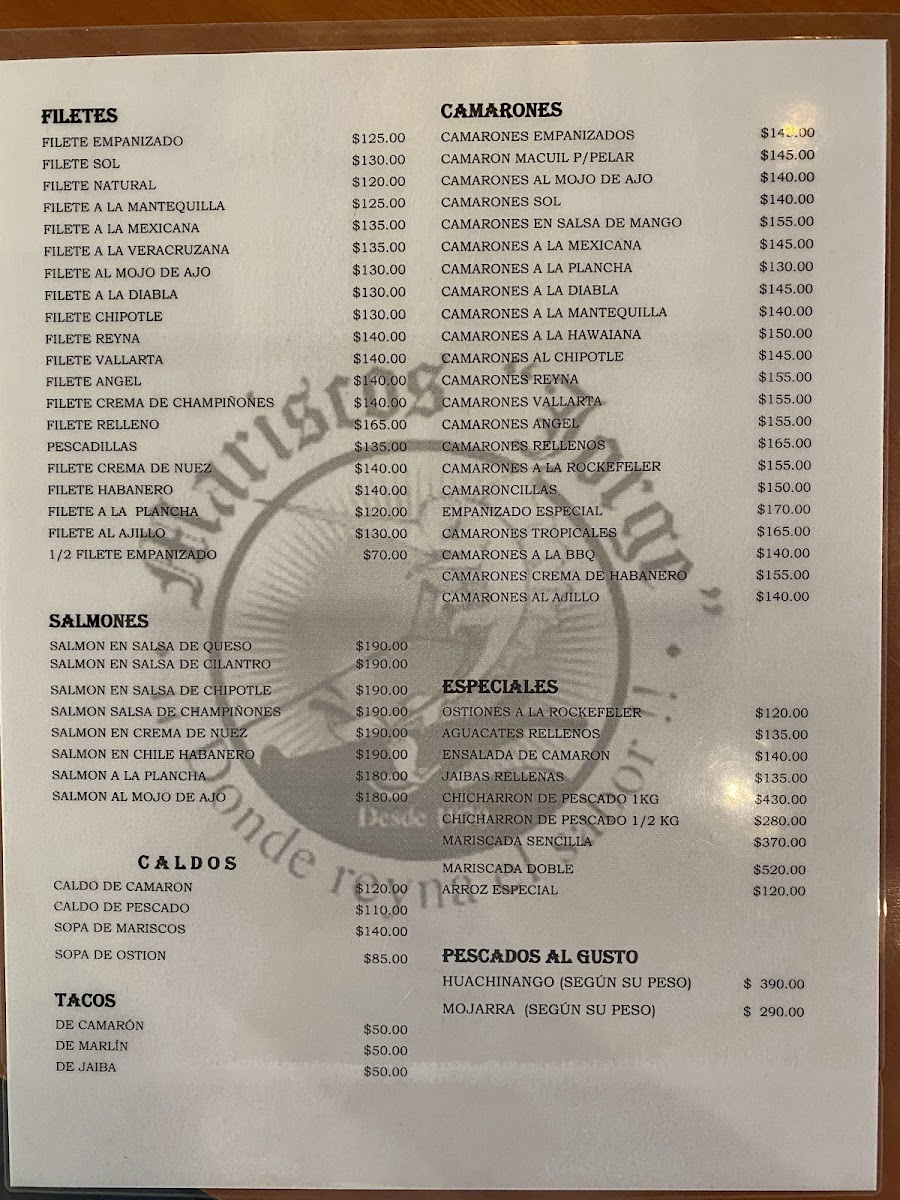 FILETES
FILETE EMPANIZADO $125.00
FILETE SOL $130.00
FILETE NATURAL $120.00
FILETE A LA MANTEQUILLA $125.00
FILETE A LA MEXICANA $135.00
FILETE A LA VERACRUZANA $135.00
FILETE AL MOJO DE AJO $130.00
FILETE A LA DIABLA $130.00
FILETE CHIPOTLE $130.00
FILETE REYNA $140.00
FILETE VALLARTA $140.00
FILETE ANGEL $140.00
FILETE CREMA DE CHAMPIÑONES $140.00
FILETE RELLENO $165.00
PESCADILLAS $135.00
FILETE CREMA DE NUEZ $140.00
FILETE HABANERO $140.00
FILETE A LA PLANCHA $120.00
FILETE AL AJILLO $130.00
1/2 FILETE EMPANIZADO $70.00
SALMONES
SALMON EN SALSA DE QUESO $190.00
SALMON EN SALSA DE CILANTRO $190.00
SALMON EN SALSA DE CHIPOTLE $190.00
SALMON SALSA DE CHAMPIÑONES $190.00
SALMON EN CREMA DE NUEZ $190.00
SALMON EN CHILE HABANERO $190.00
SALMON A LA PLANCHA $180.00
SALMON AL MOJO DE AJO $180.00
CALDOS
CALDO DE CAMARON $120.00
CALDO DE PESCADO $110.00
SOPA DE MARISCOS $140.00
SOPA DE OSTION $85.00
TACOS
DE CAMARÓN $50.00
DE MARLÍN $50.00
DE JAIBA $50.00
CAMARONES
CAMARONES EMPANIZADOS
CAMARON MACUIL P/PELAR $145.00
CAMARONES AL MOJO DE AJO $140.00
CAMARONES SOL $140.00
CAMARONES EN SALSA DE MANGO $155.00
CAMARONES A LA MEXICANA $145.00
CAMARONES A LA PLANCHA $130.00
CAMARONES A LA DIABLA $145.00
CAMARONES A LA MANTEQUILLA $140.00
CAMARONES A LA HAWAIANA $150.00
CAMARONES AL CHIPOTLE $145.00
CAMARONES REYNA $155.00
CAMARONES VALLARTA $155.00
CAMARONES ANGEL $155.00
CAMARONES RELLENOS $165.00
CAMARONES A LA ROCKEFELER $155.00
CAMARONCILLAS $150.00
EMPANIZADO ESPECIAL $170.00
CAMARONES TROPICALES $165.00
CAMARONES A LA BBQ $140.00
CAMARONES CREMA DE HABANERO $155.00
CAMARONES AL AJILLO $140.00
ESPECIALES
OSTIONES A LA ROCKEFELER $120.00
AGUACATES RELLENOS $135.00
ENSALADA DE CAMARON $140.00
JAIBAS RELLENAS $135.00
CHICHARRON DE PESCADO 1KG $430.00
CHICHARRON DE PESCADO 1/2 KG $280.00
MARISCADA SENCILLA $370.00
MARISCADA DOBLE $520.00
ARROZ ESPECIAL $120.00
PESCADOS AL GUSTO
HUACHINANGO (SEGÚN SU PESO) $ 390.00
MOJARRA (SEGÚN SU PESO) $ 290.00
Mariscos "Jorge"
Desde
Donde reyna el sabor !